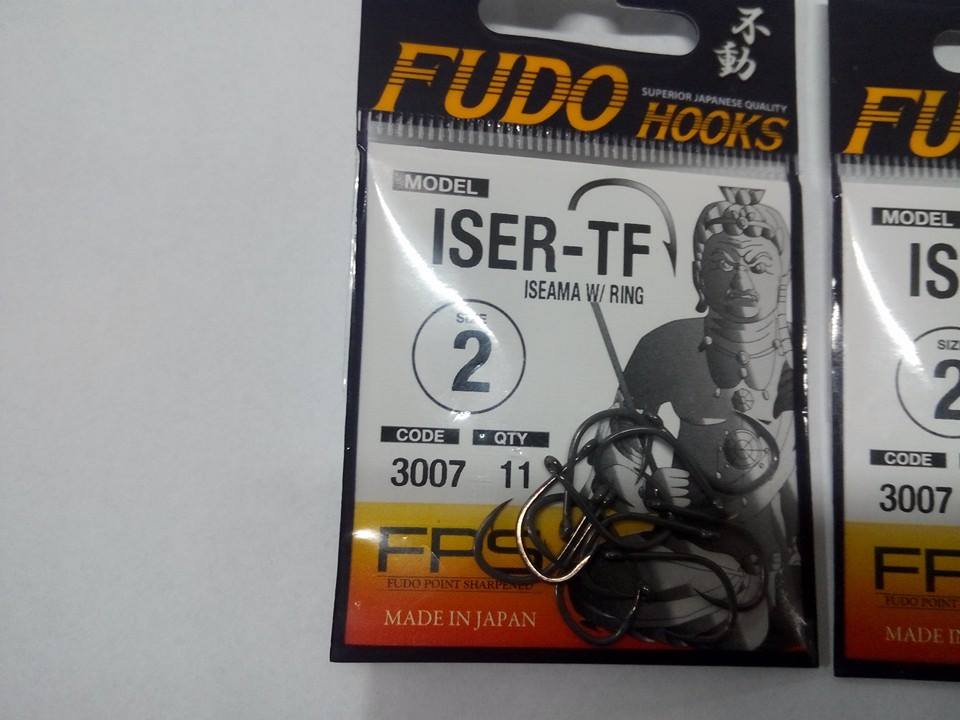 不動
FUDO
SUPERIOR JAPANESE QUALITY
HOOKS
MODEL
ISER-TF
ISEAMA W/ RING
SIZE
2
CODE QTY
3007 11
FPS
FUDO POINT SHARPENED
MADE IN JAPAN
FU
MODEL
IS
SIZE
2
CODE
3007
FP
FUDO POINT
MADE